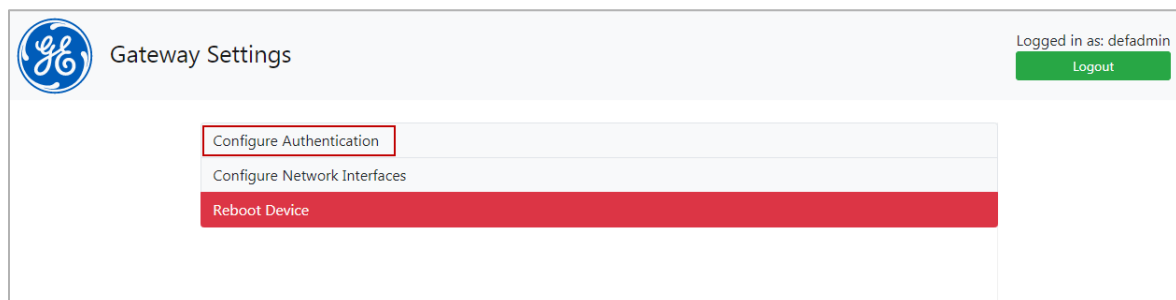 GE
Gateway Settings
Logged in as: defadmin
Logout
Configure Authentication
Configure Network Interfaces
Reboot Device